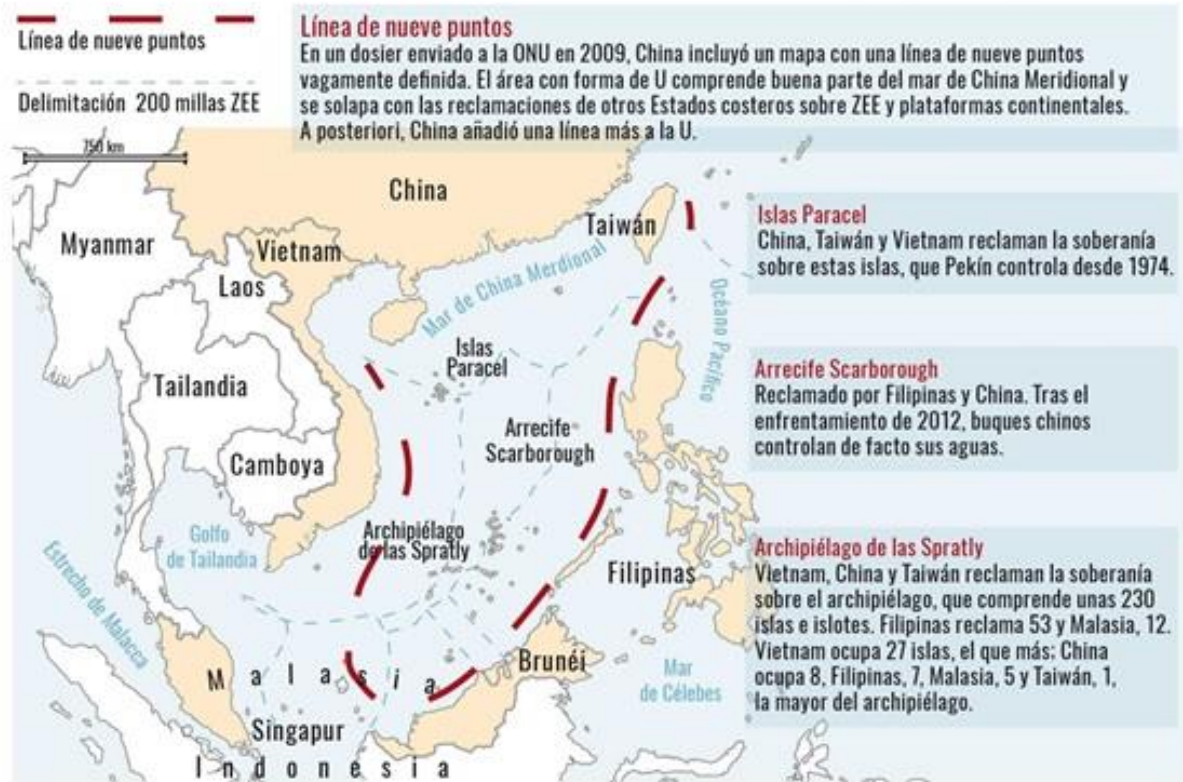 Línea de nueve puntos
Delimitación 200 millas ZEE
750 km
Línea de nueve puntos
En un dosier enviado a la ONU en 2009, China incluyó un mapa con una línea de nueve puntos
vagamente definida. El área con forma de U comprende buena parte del mar de China Meridional y
se solapa con las reclamaciones de otros Estados costeros sobre ZEE y plataformas continentales.
A posteriori, China añadió una línea más a la U.
China
Taiwán
Myanmar
Vietnam
Laos
Mar de China Merdional
Océano Pacífico
Islas
Paracel
Tailandia
Arrecife
Scarborough
Camboya
Golfo
de Tailandia
Archipiélago
de las Spratly
Estrecho de Malacca
Filipinas
Malasia
Brunéi
Mar
de Célebes
Singapur
Indonesia
Islas Paracel
China, Taiwán y Vietnam reclaman la soberanía
sobre estas islas, que Pekín controla desde 1974.
Arrecife Scarborough
Reclamado por Filipinas y China. Tras el
enfrentamiento de 2012, buques chinos
controlan de facto sus aguas.
Archipiélago de las Spratly
Vietnam, China y Taiwán reclaman la soberanía
sobre el archipiélago, que comprende unas 230
islas e islotes. Filipinas reclama 53 y Malasia, 12.
Vietnam ocupa 27 islas, el que más; China
ocupa 8, Filipinas, 7, Malasia, 5 y Taiwán, 1,
la mayor del archipiélago.